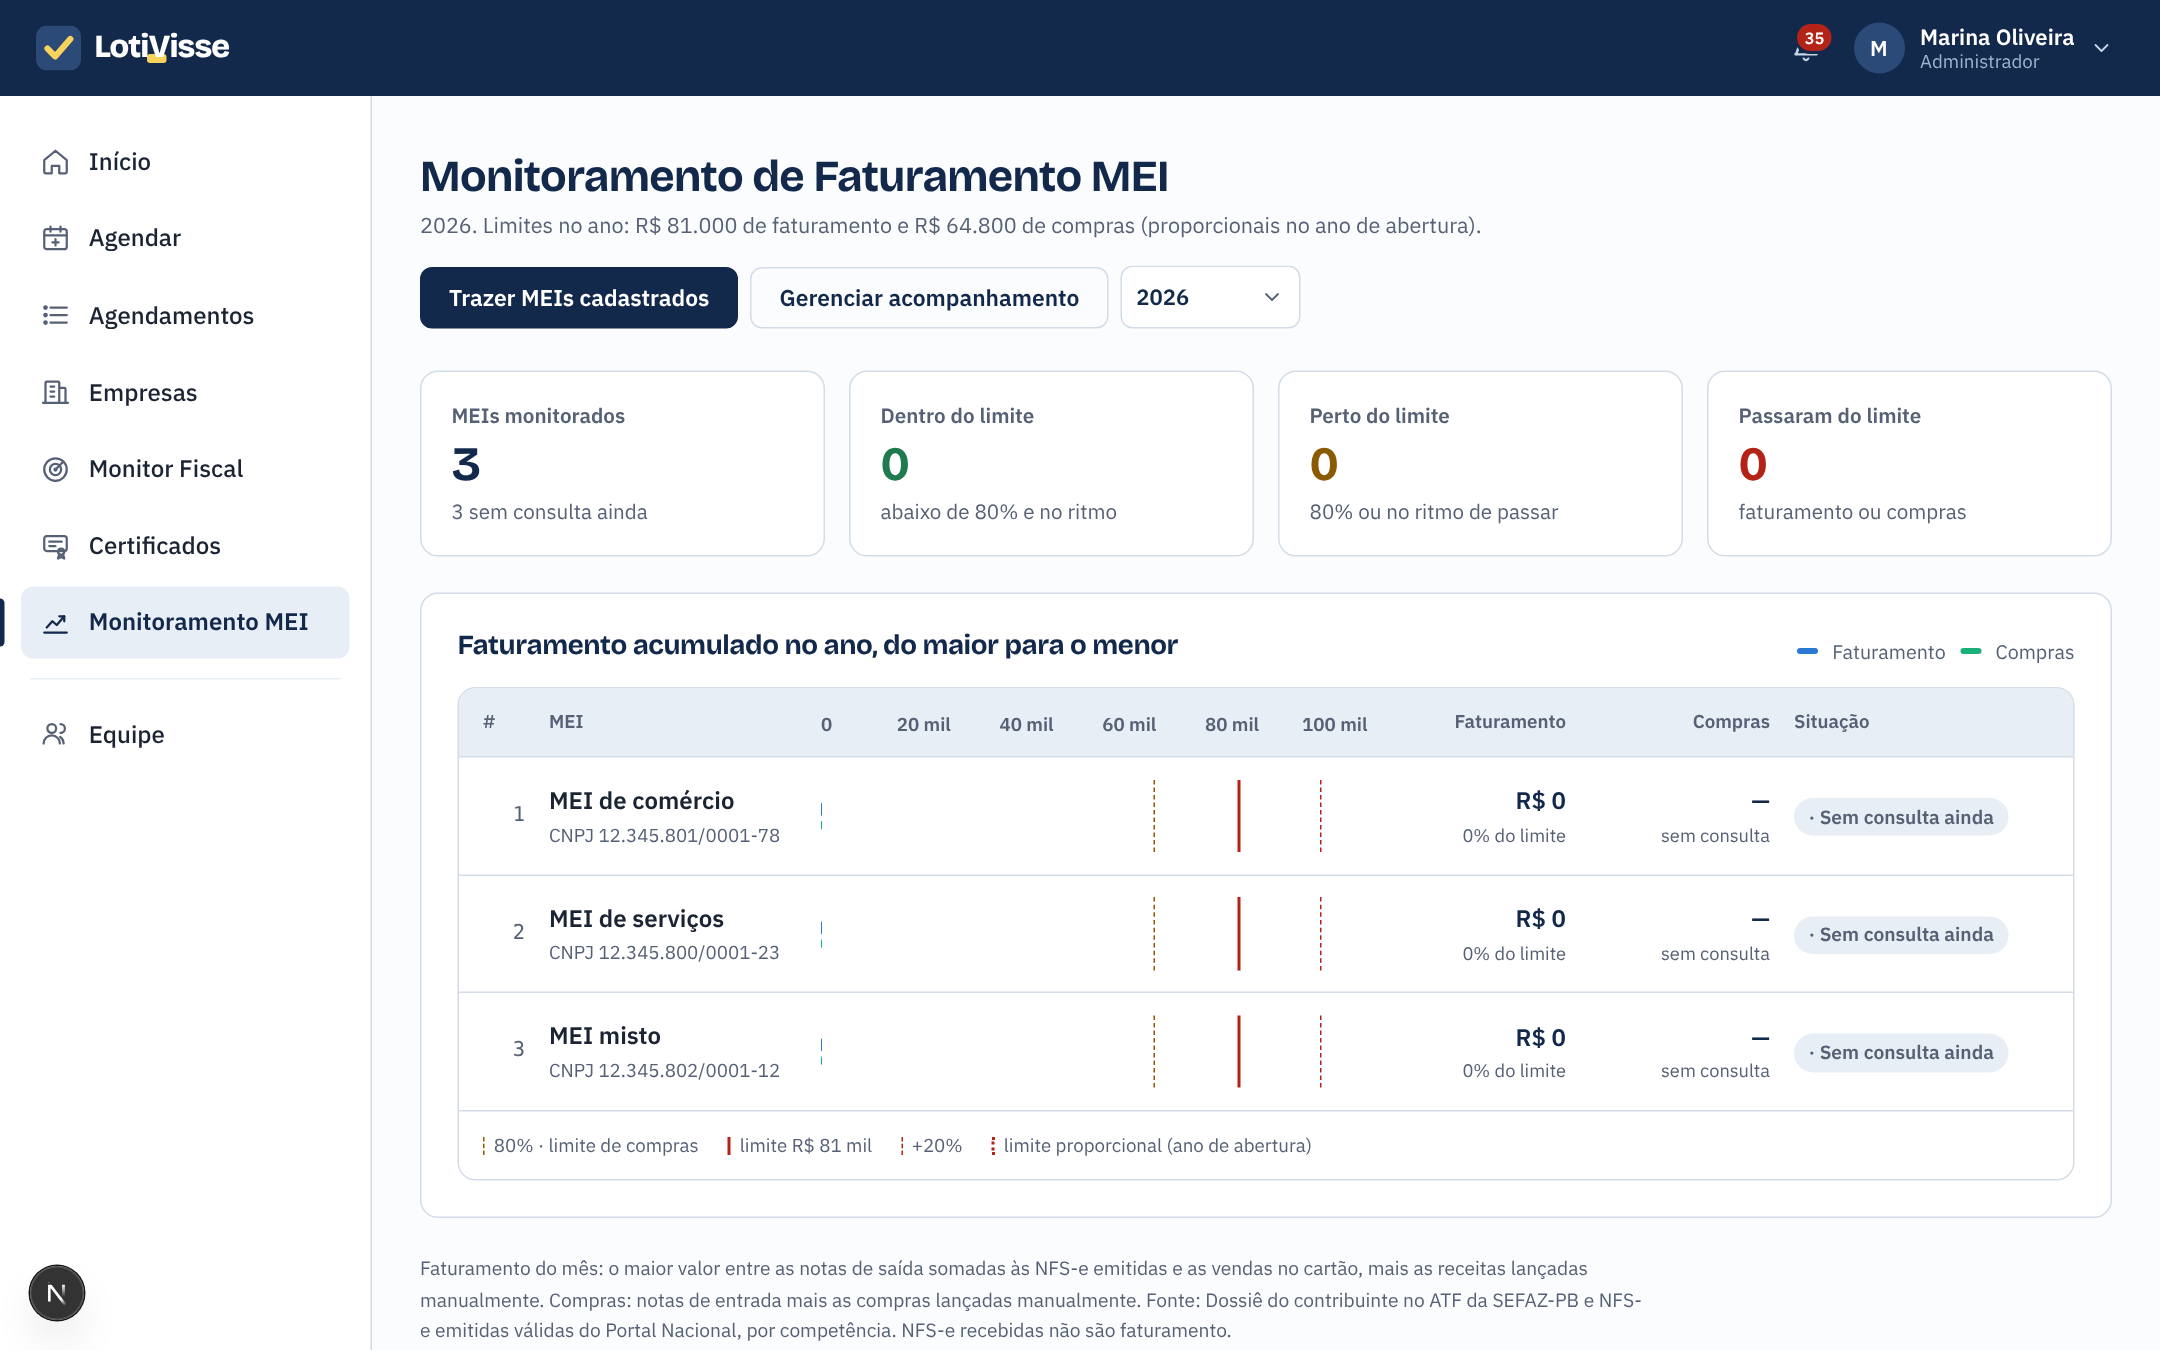 LotiVisse
35
M
Marina Oliveira
Administrador
Início
Agendar
Agendamentos
Empresas
Monitor Fiscal
Certificados
Monitoramento MEI
Equipe
N
Monitoramento de Faturamento MEI
2026. Limites no ano: R$ 81.000 de faturamento e R$ 64.800 de compras (proporcionais no ano de abertura).
Trazer MEIs cadastrados
Gerenciar acompanhamento
2026
MEIs monitorados
3
3 sem consulta ainda
Dentro do limite
0
abaixo de 80% e no ritmo
Perto do limite
0
80% ou no ritmo de passar
Passaram do limite
0
faturamento ou compras
Faturamento acumulado no ano, do maior para o menor
Faturamento Compras
# MEI 0 20 mil 40 mil 60 mil 80 mil 100 mil Faturamento Compras Situação
1 MEI de comércio R$ 0 — · Sem consulta ainda
CNPJ 12.345.801/0001-78 0% do limite sem consulta
2 MEI de serviços R$ 0 — · Sem consulta ainda
CNPJ 12.345.800/0001-23 0% do limite sem consulta
3 MEI misto R$ 0 — · Sem consulta ainda
CNPJ 12.345.802/0001-12 0% do limite sem consulta
80% · limite de compras limite R$ 81 mil +20% limite proporcional (ano de abertura)
Faturamento do mês: o maior valor entre as notas de saída somadas às NFS-e emitidas e as vendas no cartão, mais as receitas lançadas
manualmente. Compras: notas de entrada mais as compras lançadas manualmente. Fonte: Dossiê do contribuinte no ATF da SEFAZ-PB e NFS-
e emitidas válidas do Portal Nacional, por competência. NFS-e recebidas não são faturamento.